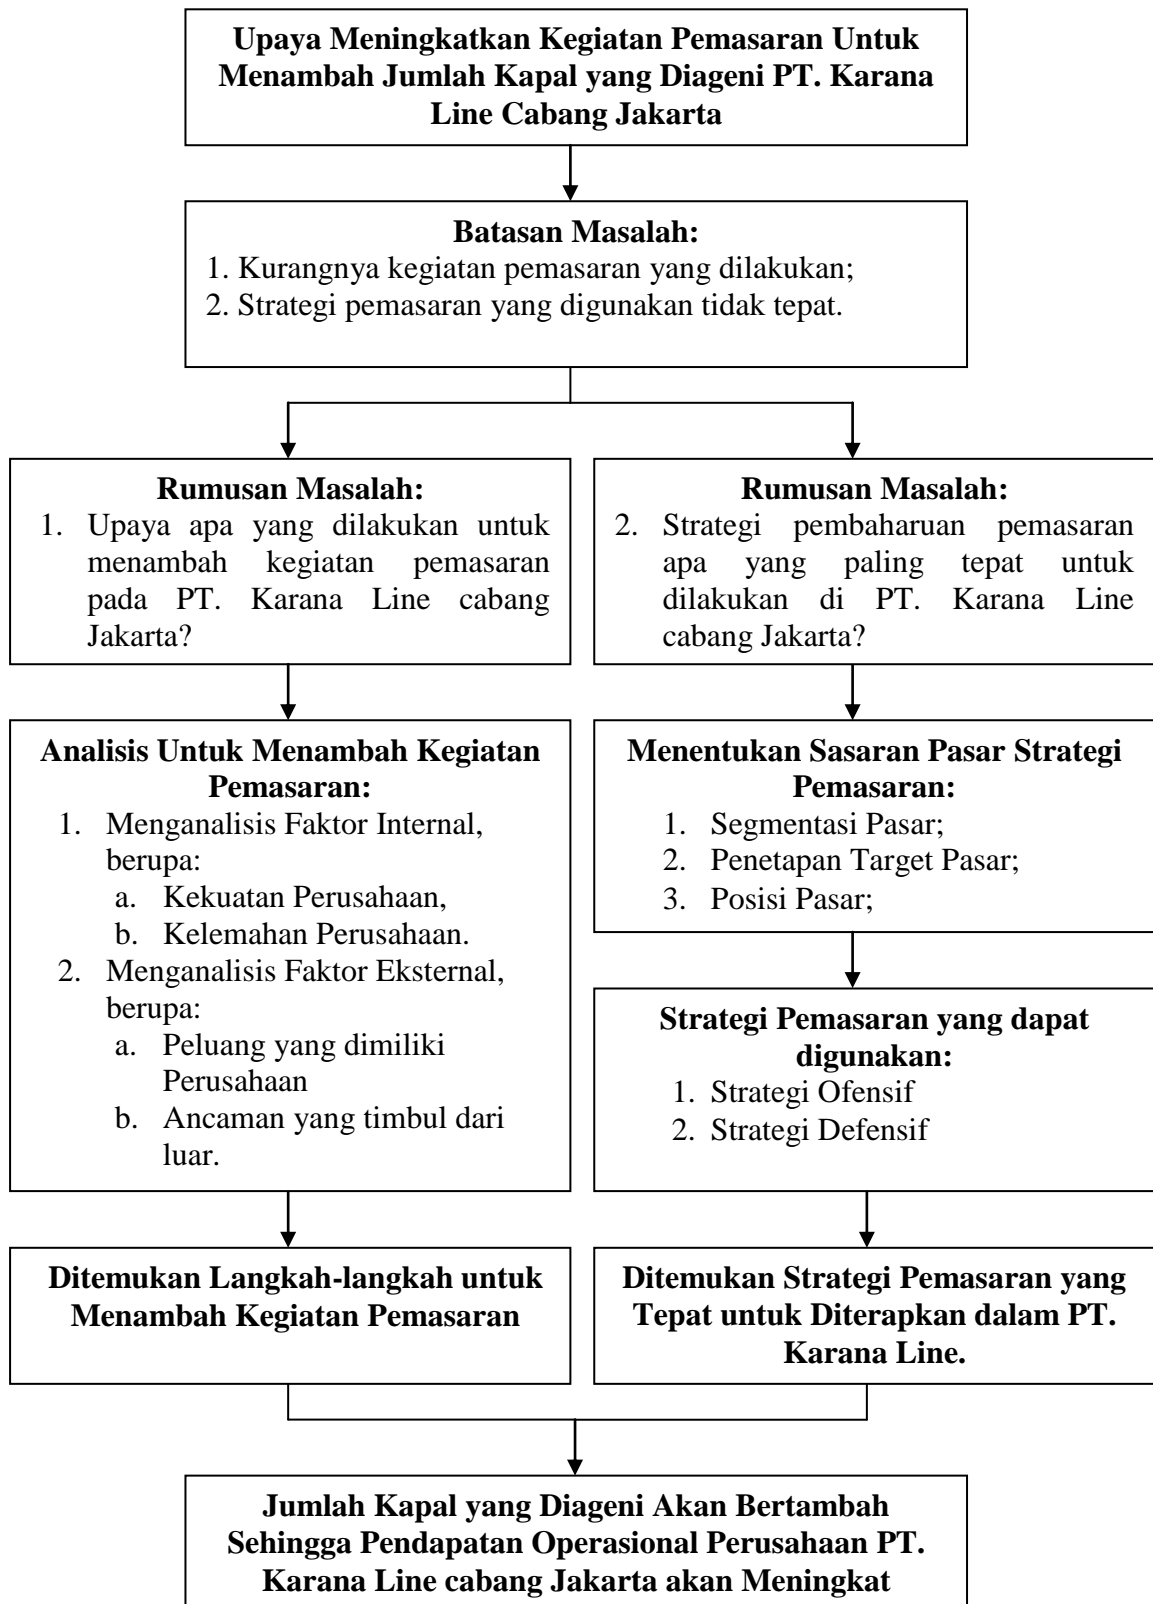 Upaya Meningkatkan Kegiatan Pemasaran Untuk
Menambah Jumlah Kapal yang Diageni PT. Karana
Line Cabang Jakarta
Batasan Masalah:
1. Kurangnya kegiatan pemasaran yang dilakukan;
2. Strategi pemasaran yang digunakan tidak tepat.
Rumusan Masalah:
1. Upaya apa yang dilakukan untuk
menambah kegiatan pemasaran
pada PT. Karana Line cabang
Jakarta?
Rumusan Masalah:
2. Strategi pembaharuan pemasaran
apa yang paling tepat untuk
dilakukan di PT. Karana Line
cabang Jakarta?
Analisis Untuk Menambah Kegiatan
Pemasaran:
1. Menganalisis Faktor Internal,
berupa:
a. Kekuatan Perusahaan,
b. Kelemahan Perusahaan.
2. Menganalisis Faktor Eksternal,
berupa:
a. Peluang yang dimiliki
Perusahaan
b. Ancaman yang timbul dari
luar.
Menentukan Sasaran Pasar Strategi
Pemasaran:
1. Segmentasi Pasar;
2. Penetapan Target Pasar;
3. Posisi Pasar;
Strategi Pemasaran yang dapat
digunakan:
1. Strategi Ofensif
2. Strategi Defensif
Ditemukan Langkah-langkah untuk
Menambah Kegiatan Pemasaran
Ditemukan Strategi Pemasaran yang
Tepat untuk Diterapkan dalam PT.
Karana Line.
Jumlah Kapal yang Diageni Akan Bertambah
Sehingga Pendapatan Operasional Perusahaan PT.
Karana Line cabang Jakarta akan Meningkat